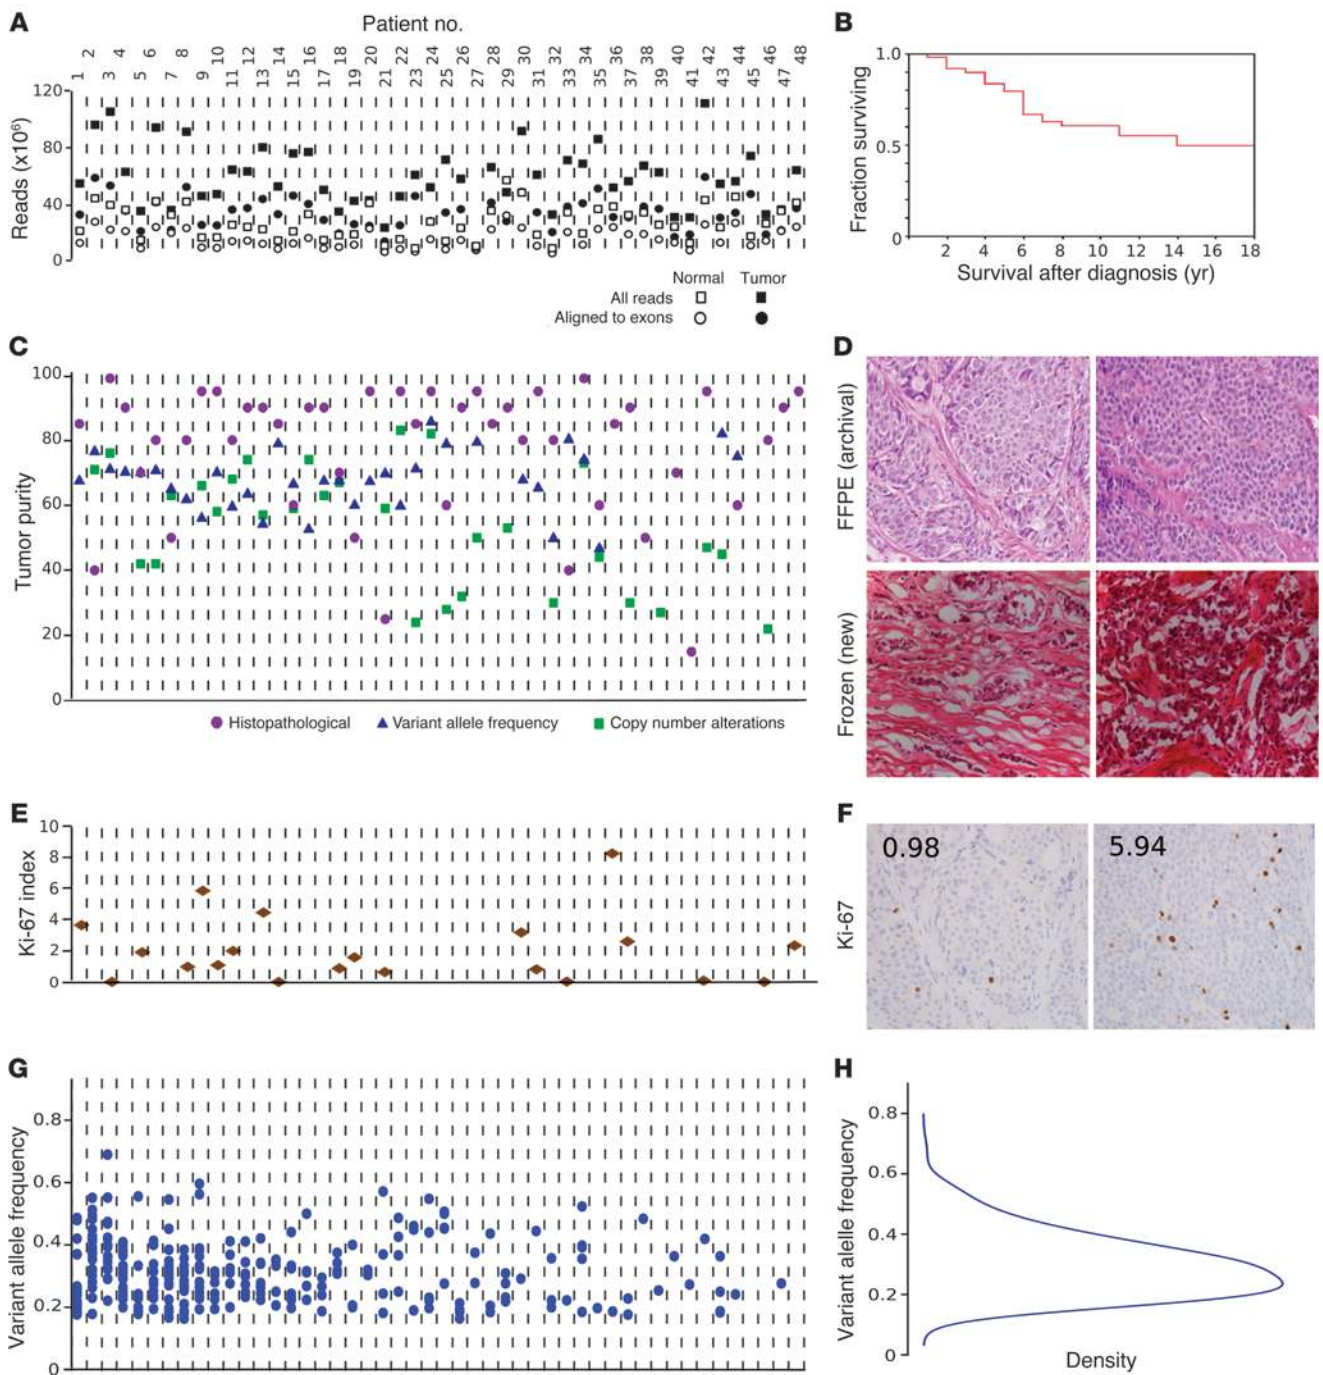 A
Patient no.
1 2 3 4 5 6 7 8 9 10 11 12 13 14 15 16 17 18 19 20 21 22 23 24 25 26 27 28 29 30 31 32 33 34 35 36 37 38 39 40 41 42 43 44 45 46 47 48
Reads (x10⁶)
120
80
40
0
Normal Tumor
All reads
Aligned to exons
B
Fraction surviving
1.0
0.5
0
2 4 6 8 10 12 14 16 18
Survival after diagnosis (yr)
C
Tumor purity
100
80
60
40
20
0
Histopathological Variant allele frequency Copy number alterations
D
FFPE (archival)
Frozen (new)
E
Ki-67 index
10
8
6
4
2
0
F
Ki-67
0.98 5.94
G
Variant allele frequency
0.8
0.6
0.4
0.2
0
H
Variant alelle frequency
0.8
0.6
0.4
0.2
0
Density